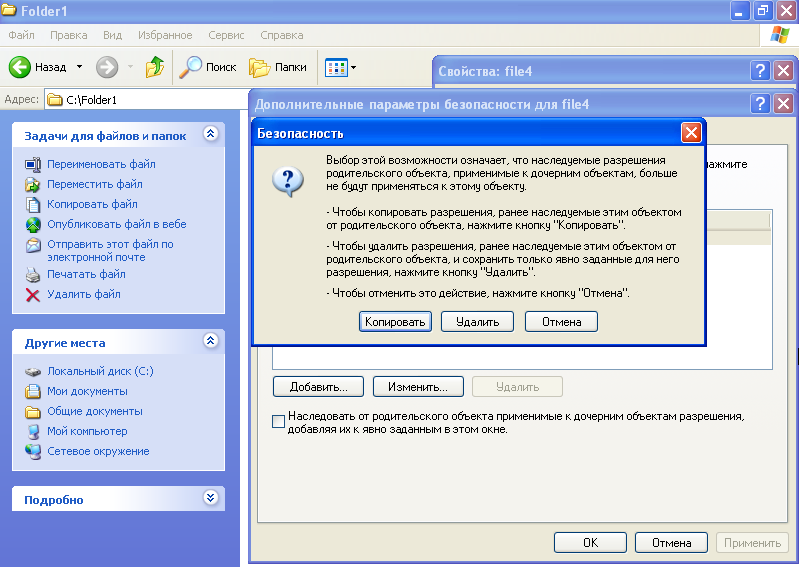 Folder1
Файл Правка Вид Избранное Сервис Справка
Назад Поиск Папки
Адрес: C:\Folder1
Свойства: file4
Дополнительные параметры безопасности для file4
Безопасность
Задачи для файлов и папок
Переименовать файл
Переместить файл
Копировать файл
Опубликовать файл в вебе
Отправить этот файл по
электронной почте
Печатать файл
Удалить файл
Другие места
Локальный диск (C:)
Мои документы
Общие документы
Мой компьютер
Сетевое окружение
Подробно
Выбор этой возможности означает, что наследуемые разрешения
родительского объекта, применимые к дочерним объектам, больше
не будут применяться к этому объекту.
- Чтобы копировать разрешения, ранее наследуемые этим объектом
от родительского объекта, нажмите кнопку "Копировать".
- Чтобы удалить разрешения, ранее наследуемые этим объектом от
родительского объекта, и сохранить только явно заданные для него
разрешения, нажмите кнопку "Удалить".
- Чтобы отменить это действие, нажмите кнопку "Отмена".
Копировать Удалить Отмена
Добавить... Изменить... Удалить
Наследовать от родительского объекта применимые к дочерним объектам разрешения,
добавляя их к явно заданным в этом окне.
OK Отмена Применить